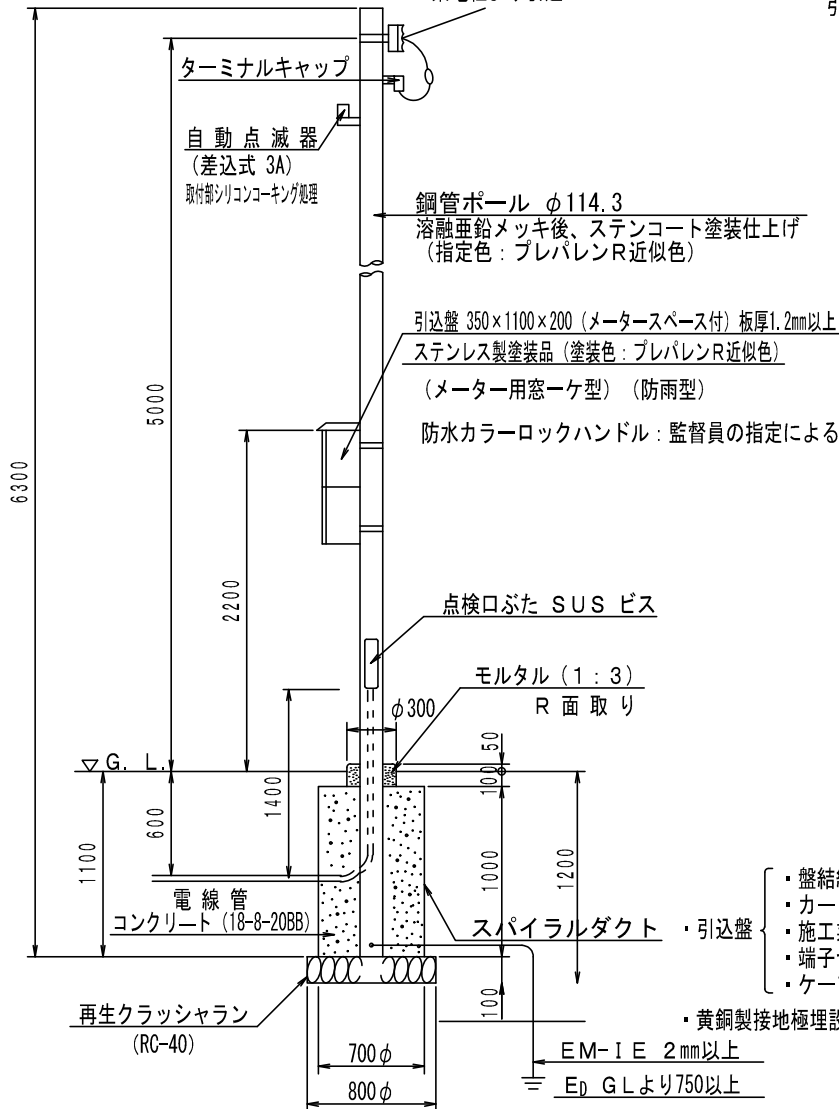 ターミナルキャップ
自動点滅器
(差込式 3A)
取付部シリコンコーキング処理
鋼管ポール φ114.3
溶融亜鉛メッキ後、ステンコート塗装仕上げ
(指定色:プレパレンR近似色)
引込盤 350×1100×200 (メータースペース付) 板厚1.2mm以上
ステンレス製塗装品 (塗装色:プレパレンR近似色)
(メーター用窓一ケ型) (防雨型)
防水カラーロックハンドル:監督員の指定による
6300
5000
2200
点検口ぶた SUS ビス
モルタル (1:3)
R 面取り
φ300
50
100
▽G. L.
1400
600
1100
1000
1200
電線管
コンクリート (18-8-20BB)
スパイラルダクト
・引込盤
・盤結
・カー
・施工
・端子
・ケー
100
再生クラッシャラン
(RC-40)
・黄銅製接地極埋設
700φ
800φ
EM-IE 2mm以上
ED GLより750以上